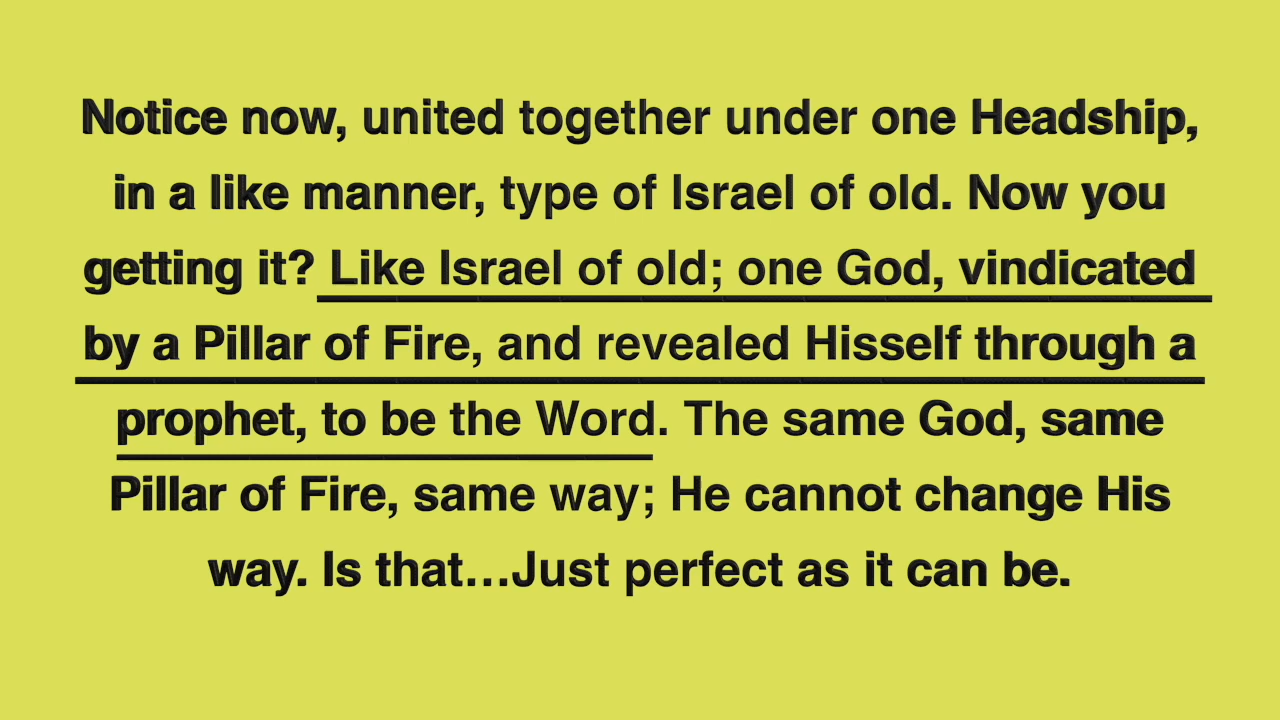 Notice now, united together under one Headship,
in a like manner, type of Israel of old. Now you
getting it? Like Israel of old; one God, vindicated
by a Pillar of Fire, and revealed Hisself through a
prophet, to be the Word. The same God, same
Pillar of Fire, same way; He cannot change His
way. Is that…Just perfect as it can be.